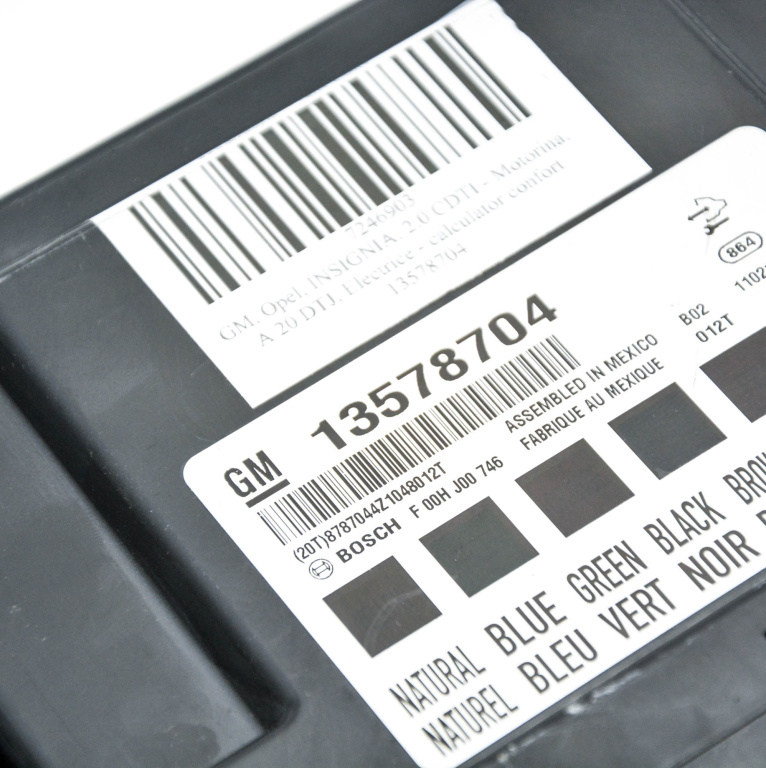 7246903
GM, Opel, INSIGNIA, 2.0 CDTI - Motorina,
A 20 DTJ, Electrice - calculator confort
13578704
864
GM 13578704
ASSEMBLED IN MEXICO B02
FABRIQUE AU MEXIQUE 012T
(20T)8787044Z1048012T
BOSCH F 00H J00 746
NATURAL BLUE GREEN BLACK
NATUREL BLEU VERT NOIR